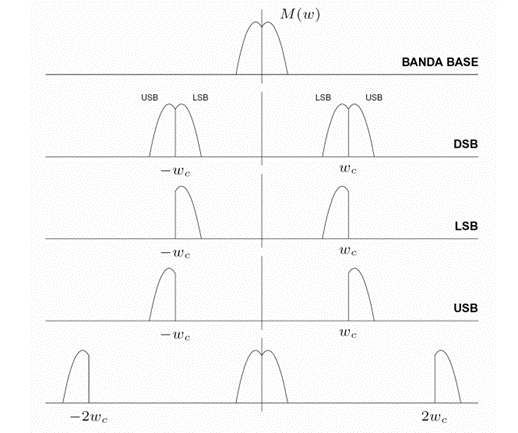 M(w)
BANDA BASE
USB LSB LSB USB
DSB
−w_c w_c
LSB
−w_c w_c
USB
−w_c w_c
−2w_c 2w_c